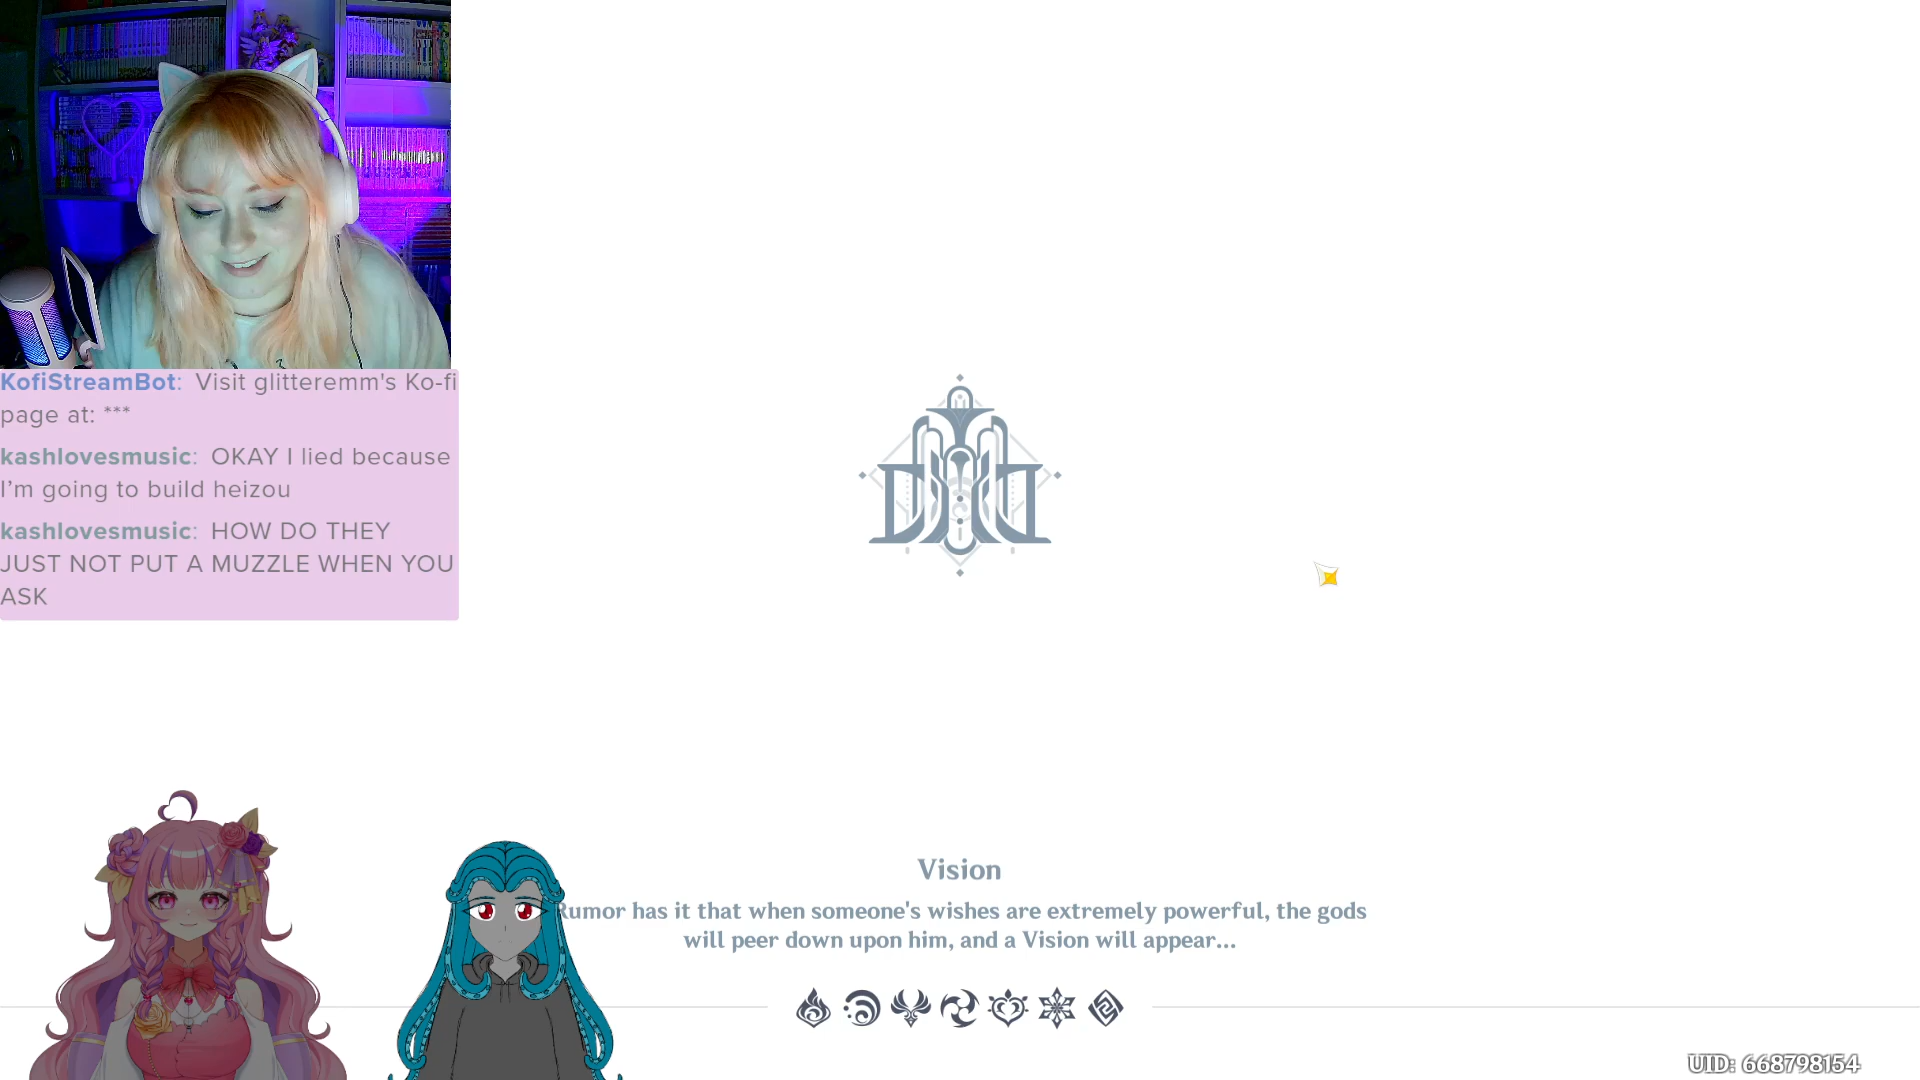 KofiStreamBot: Visit glitteremm's Ko-fi
page at: ***
kashlovesmusic: OKAY I lied because
I'm going to build heizou
kashlovesmusic: HOW DO THEY
JUST NOT PUT A MUZZLE WHEN YOU
ASK
Vision
Rumor has it that when someone's wishes are extremely powerful, the gods
will peer down upon him, and a Vision will appear...
UID: 668798154